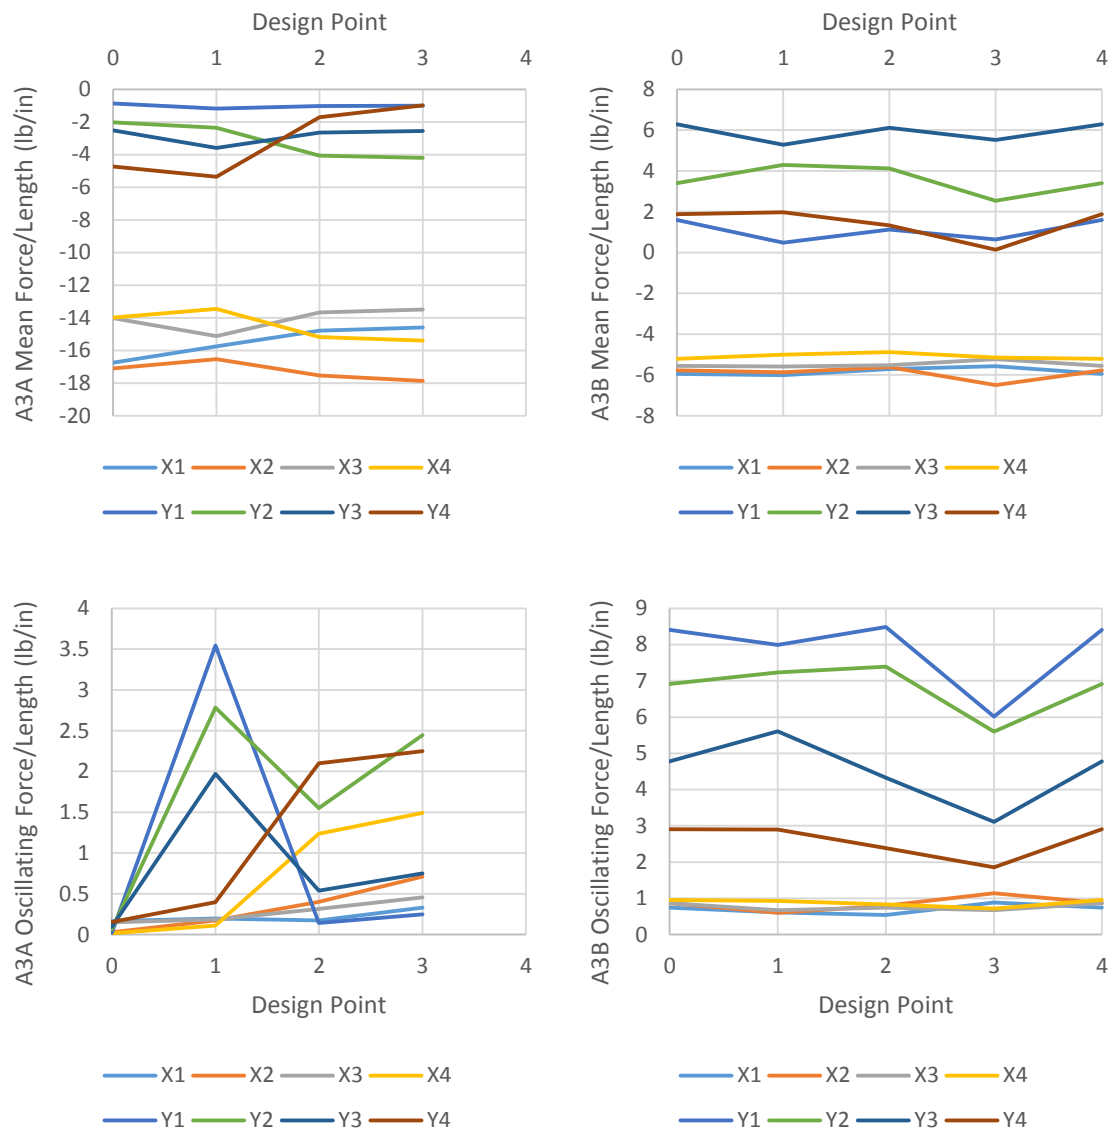 Design Point
0 1 2 3 4
A3A Mean Force/Length (lb/in)
0
-2
-4
-6
-8
-10
-12
-14
-16
-18
-20
X1 X2 X3 X4
Y1 Y2 Y3 Y4
Design Point
0 1 2 3 4
A3B Mean Force/Length (lb/in)
8
6
4
2
0
-2
-4
-6
-8
X1 X2 X3 X4
Y1 Y2 Y3 Y4
A3A Oscillating Force/Length (lb/in)
4
3.5
3
2.5
2
1.5
1
0.5
0
0 1 2 3 4
Design Point
X1 X2 X3 X4
Y1 Y2 Y3 Y4
A3B Oscillating Force/Length (lb/in)
9
8
7
6
5
4
3
2
1
0
0 1 2 3 4
Design Point
X1 X2 X3 X4
Y1 Y2 Y3 Y4